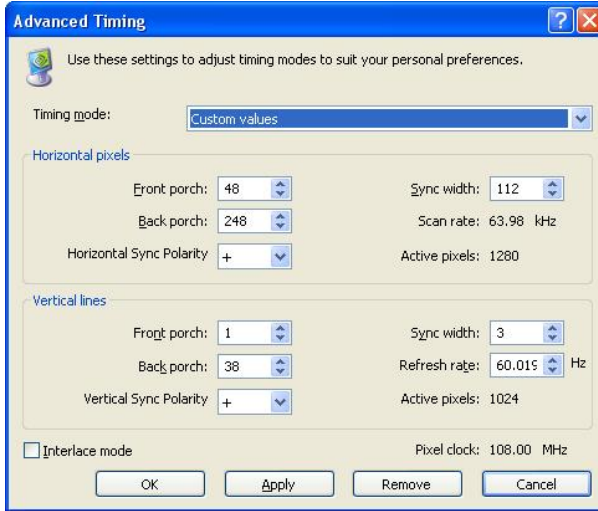 Advanced Timing
Use these settings to adjust timing modes to suit your personal preferences.
Timing mode: Custom values
Horizontal pixels
Front porch: 48 Sync width: 112
Back porch: 248 Scan rate: 63.98 kHz
Horizontal Sync Polarity + Active pixels: 1280
Vertical lines
Front porch: 1 Sync width: 3
Back porch: 38 Refresh rate: 60.019 Hz
Vertical Sync Polarity + Active pixels: 1024
Interlace mode Pixel clock: 108.00 MHz
OK Apply Remove Cancel